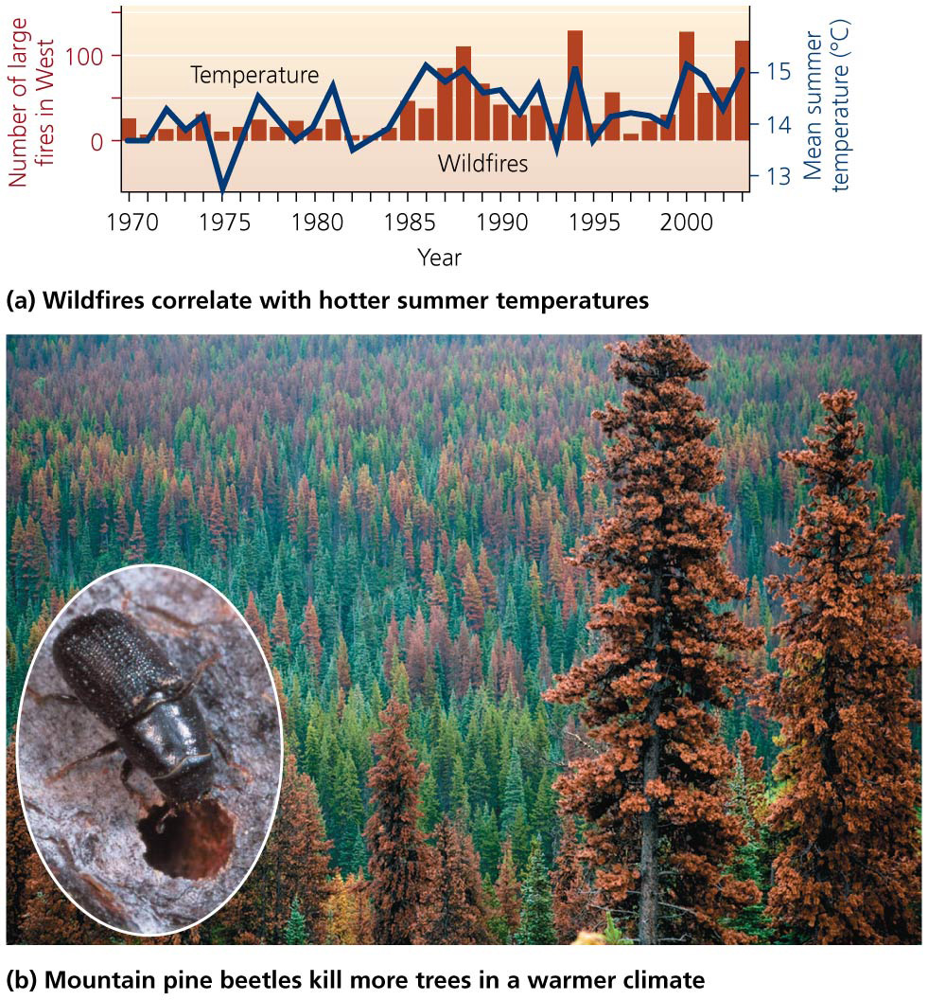 Number of large
fires in West
100
0
Temperature
Wildfires
15
14
13
Mean summer
temperature (°C)
1970 1975 1980 1985 1990 1995 2000
Year
(a) Wildfires correlate with hotter summer temperatures
(b) Mountain pine beetles kill more trees in a warmer climate